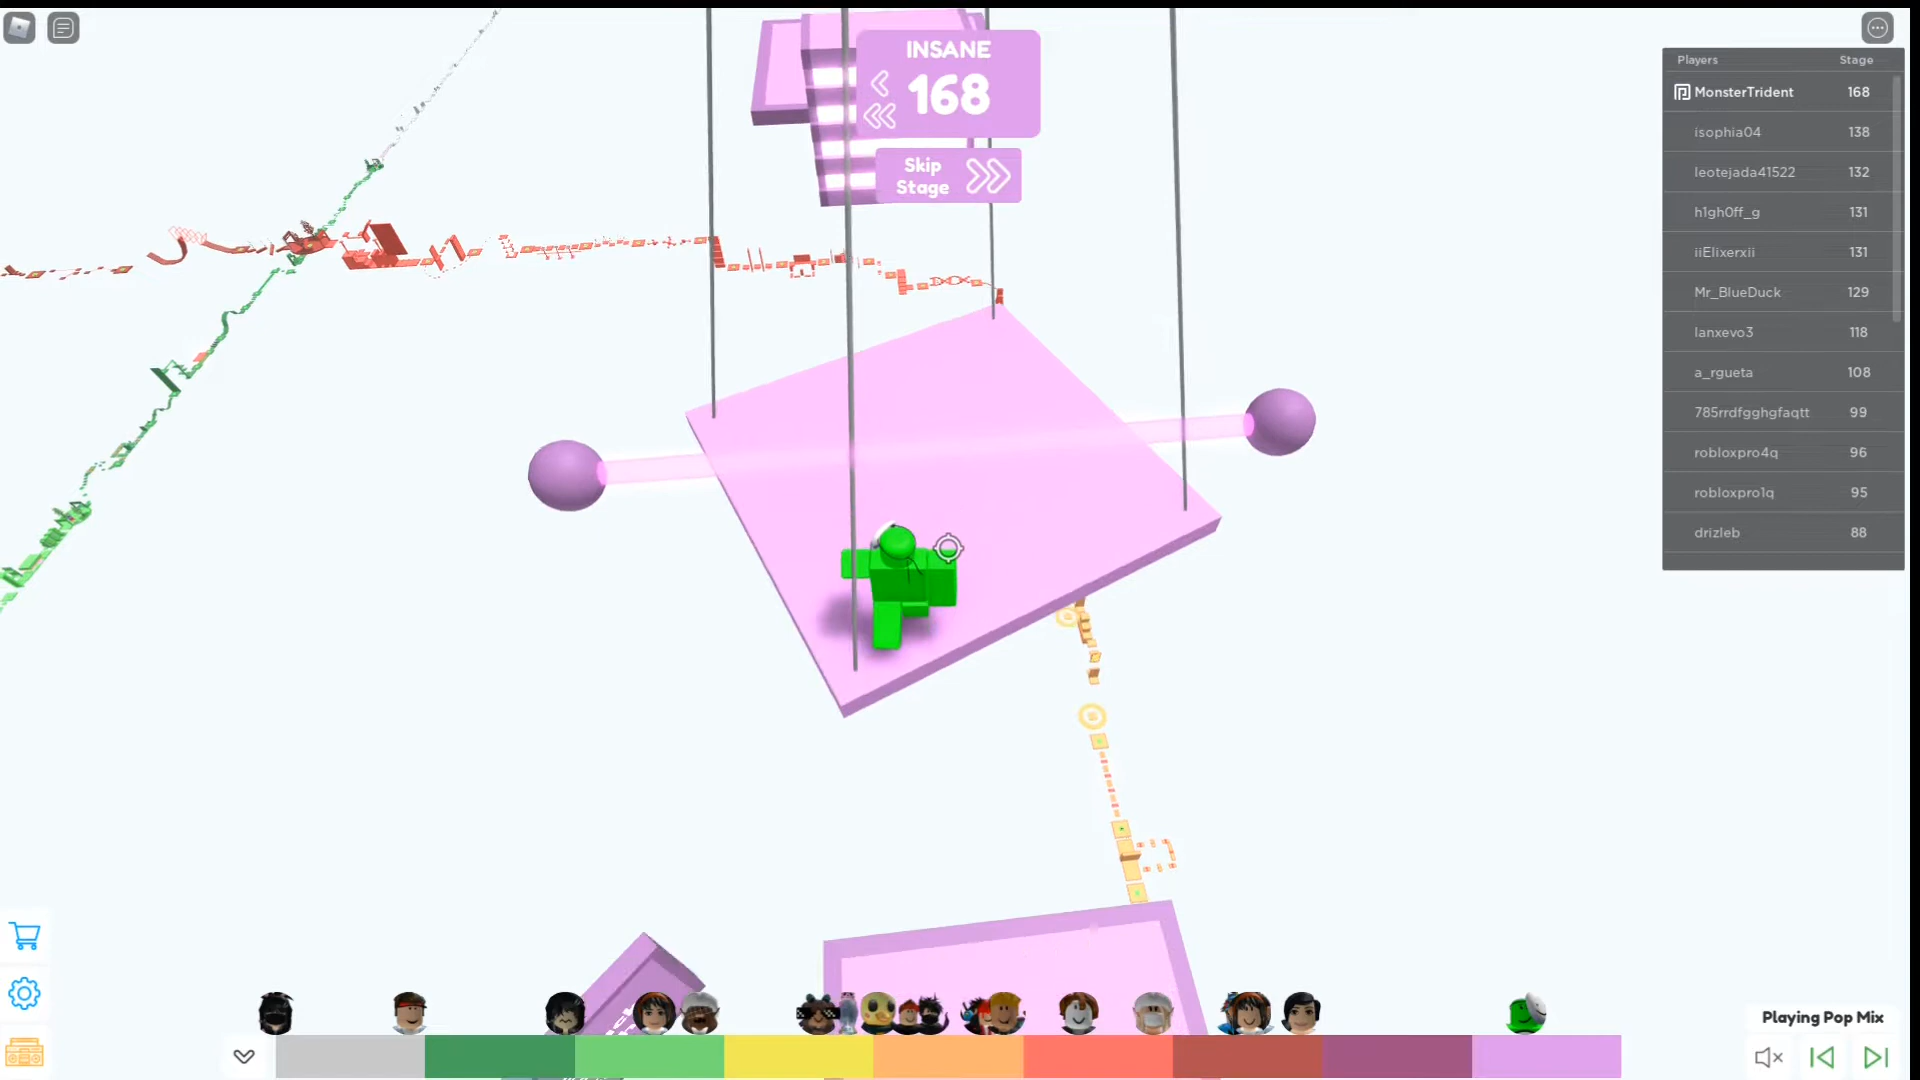 INSANE
168
Skip
Stage
Players Stage
MonsterTrident 168
isophia04 138
leotejada41522 132
h1gh0ff_g 131
iiElixerxii 131
Mr_BlueDuck 129
lanxevo3 118
a_rgueta 108
785rrdfgghgfaqtt 99
robloxpro4q 96
robloxpro1q 95
drizleb 88
Playing Pop Mix